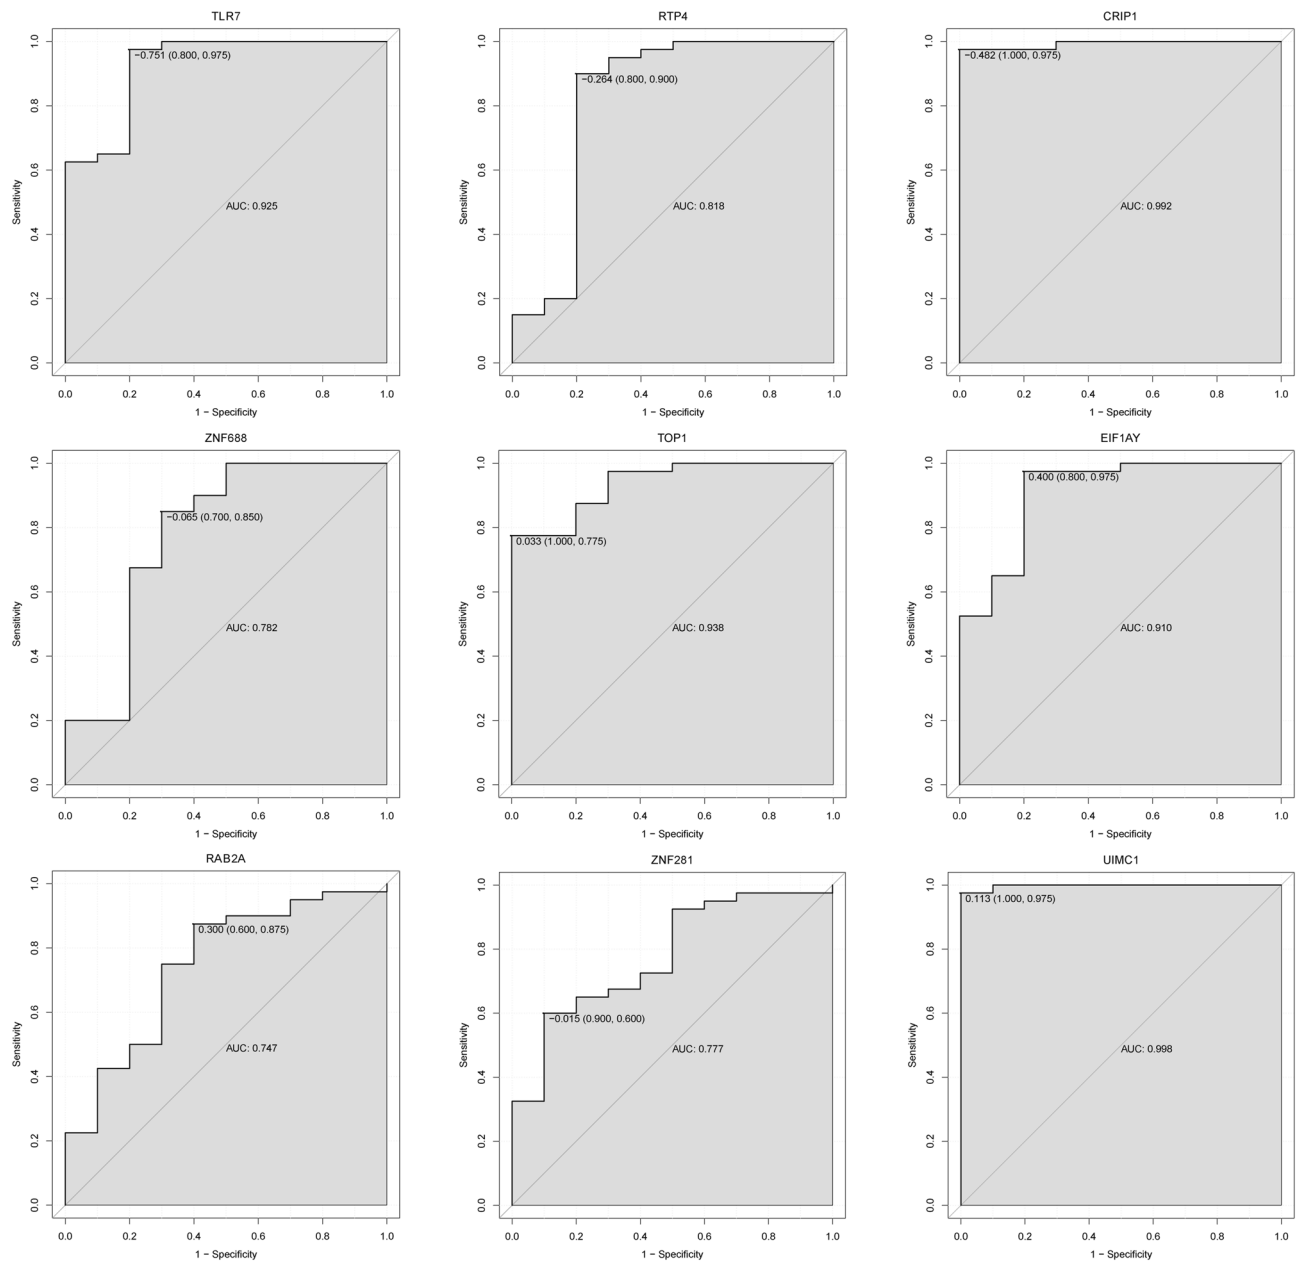 TLR7
1.0
0.8
0.6
0.4
0.2
0.0
Sensitivity
−0.751 (0.800, 0.975)
AUC: 0.925
0.0 0.2 0.4 0.6 0.8 1.0
1 − Specificity
RTP4
1.0
0.8
0.6
0.4
0.2
0.0
Sensitivity
−0.264 (0.800, 0.900)
AUC: 0.818
0.0 0.2 0.4 0.6 0.8 1.0
1 − Specificity
CRIP1
1.0
0.8
0.6
0.4
0.2
0.0
Sensitivity
−0.482 (1.000, 0.975)
AUC: 0.992
0.0 0.2 0.4 0.6 0.8 1.0
1 − Specificity
ZNF688
1.0
0.8
0.6
0.4
0.2
0.0
Sensitivity
−0.065 (0.700, 0.850)
AUC: 0.782
0.0 0.2 0.4 0.6 0.8 1.0
1 − Specificity
TOP1
1.0
0.8
0.6
0.4
0.2
0.0
Sensitivity
0.033 (1.000, 0.775)
AUC: 0.938
0.0 0.2 0.4 0.6 0.8 1.0
1 − Specificity
EIF1AY
1.0
0.8
0.6
0.4
0.2
0.0
Sensitivity
0.400 (0.800, 0.975)
AUC: 0.910
0.0 0.2 0.4 0.6 0.8 1.0
1 − Specificity
RAB2A
1.0
0.8
0.6
0.4
0.2
0.0
Sensitivity
0.300 (0.600, 0.875)
AUC: 0.747
0.0 0.2 0.4 0.6 0.8 1.0
1 − Specificity
ZNF281
1.0
0.8
0.6
0.4
0.2
0.0
Sensitivity
−0.015 (0.900, 0.600)
AUC: 0.777
0.0 0.2 0.4 0.6 0.8 1.0
1 − Specificity
UIMC1
1.0
0.8
0.6
0.4
0.2
0.0
Sensitivity
0.113 (1.000, 0.975)
AUC: 0.998
0.0 0.2 0.4 0.6 0.8 1.0
1 − Specificity